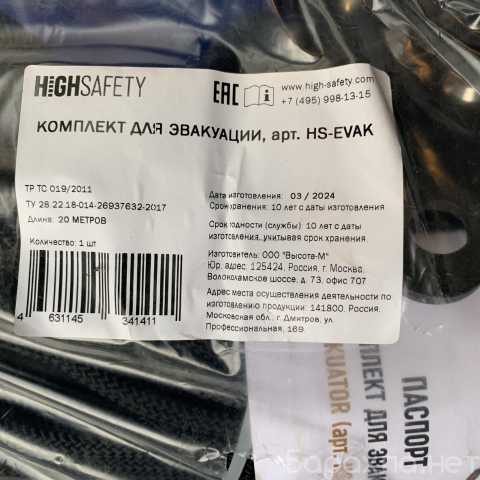 HIGHSAFETY
EAC
www.high-safety.com
+7 (495) 998-13-15
КОМПЛЕКТ ДЛЯ ЭВАКУАЦИИ, арт. HS-EVAK
ТР ТС 019/2011
ТУ 28.22.18-014-26937632-2017
Длина: 20 МЕТРОВ
Количество: 1 шт
4 631145 341411
Дата изготовления: 03 / 2024
Срок хранения: 10 лет с даты изготовления
Срок годности (службы): 10 лет с даты
изготовления, учитывая срок хранения
Изготовитель: ООО "Высота-М"
Юр. адрес: 125424, Россия, г. Москва,
Волоколамское шоссе, д. 73, офис 707
Адрес места осуществления деятельности по
изготовлению продукции: 141800, Россия,
Московская обл., г. Дмитров, ул.
Профессиональная, 169
ПАСПОРТ
ПЛЕКТ ДЛЯ ЭВАК
KUATOR (арт.
Барахла.нет